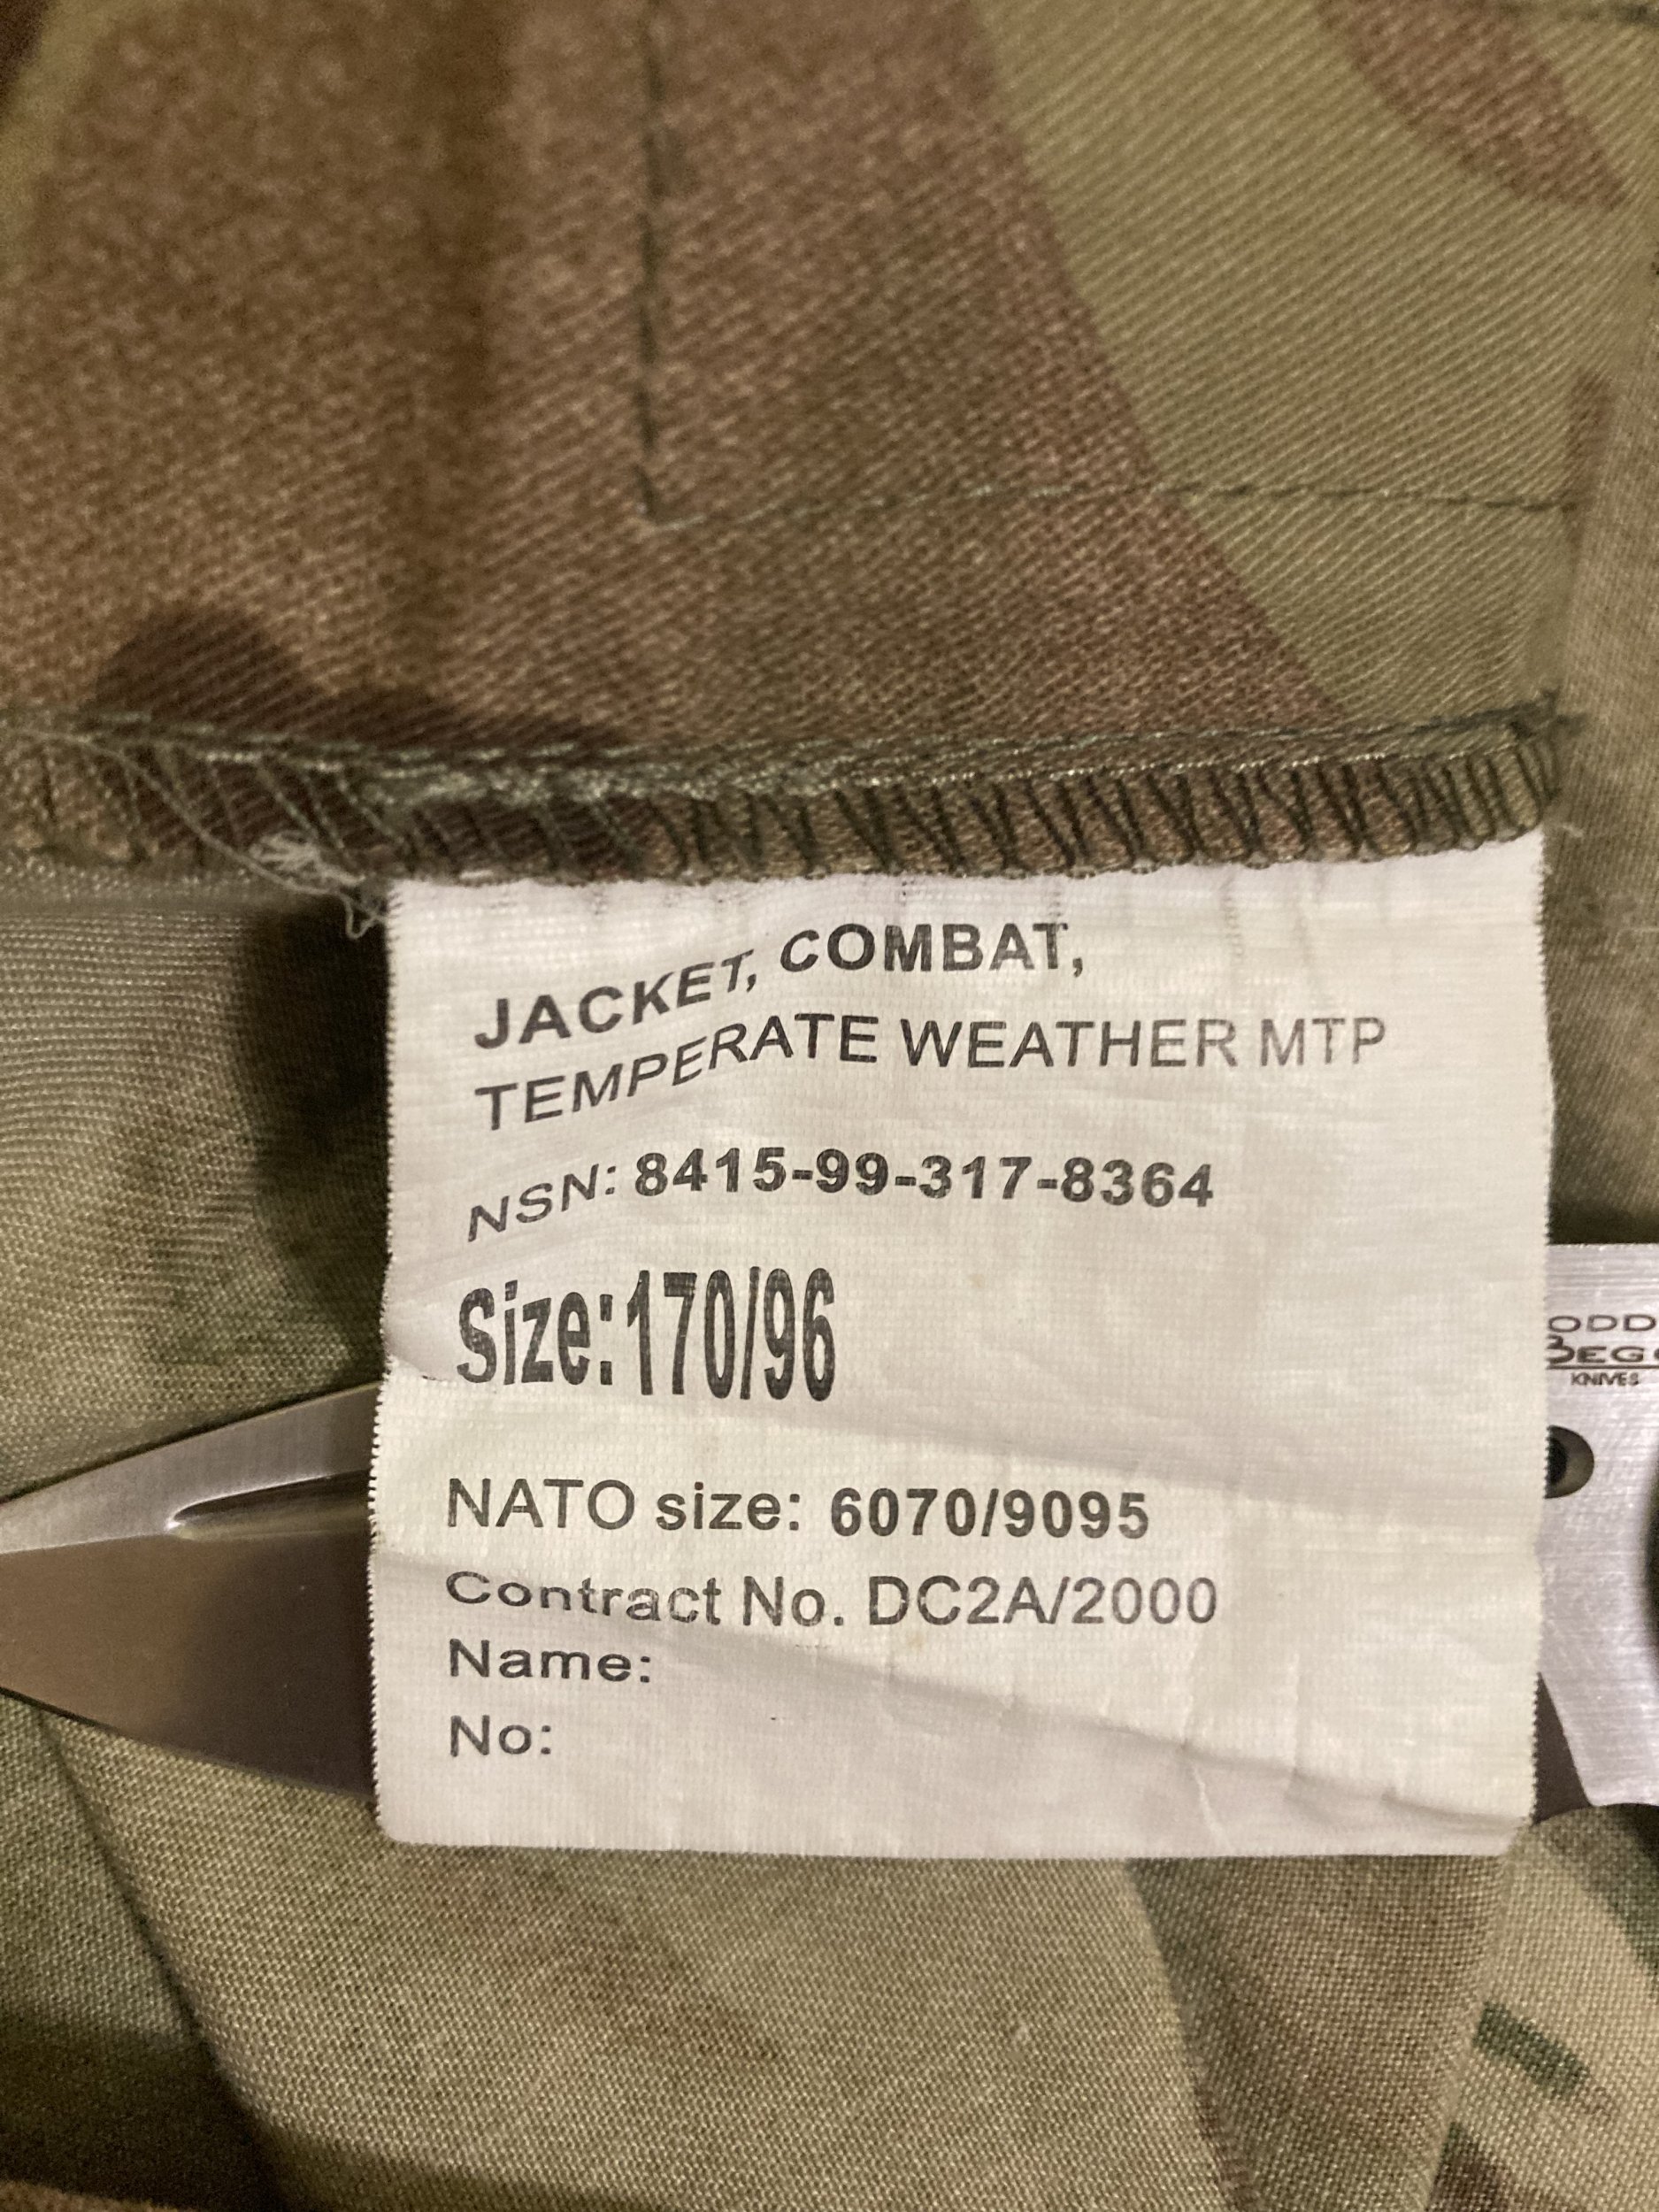 JACKET, COMBAT,
TEMPERATE WEATHER MTP
NSN: 8415-99-317-8364
Size:170/96
NATO size: 6070/9095
Contract No. DC2A/2000
Name:
No:
KNIVES